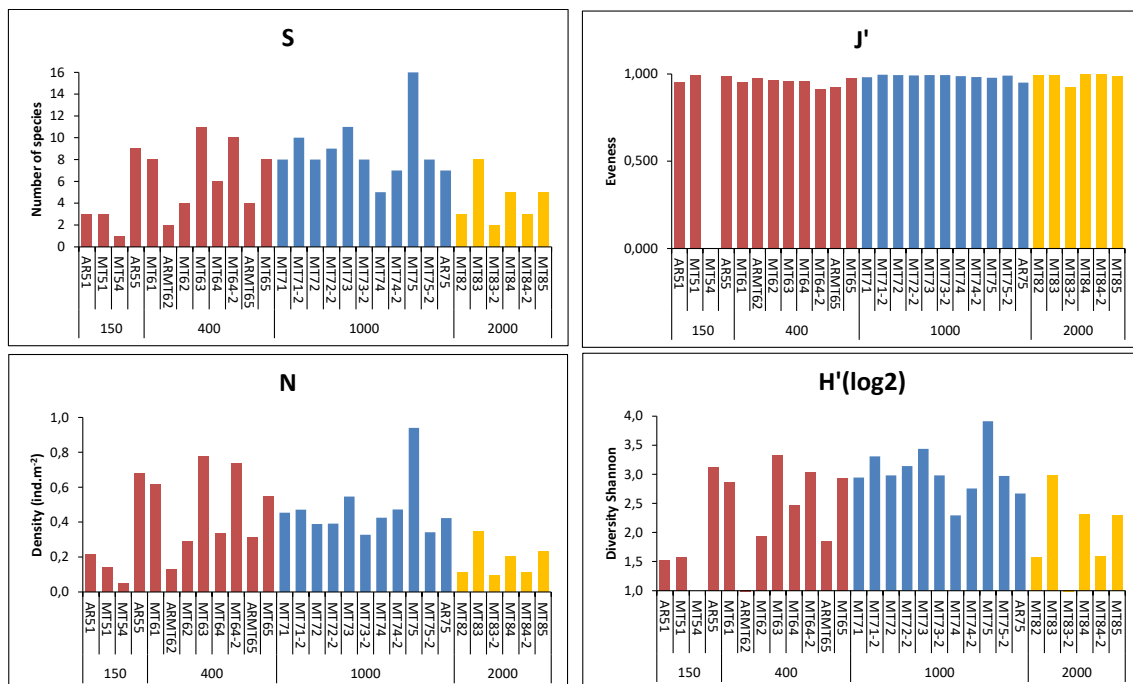 S
Number of species
16
14
12
10
8
6
4
2
0
AR51
MT51
MT54
AR55
MT61
ARMT62
MT62
MT63
MT64
MT64-2
ARMT65
MT65
MT71
MT71-2
MT72
MT72-2
MT73
MT73-2
MT74
MT74-2
MT75
MT75-2
AR75
MT82
MT83
MT83-2
MT84
MT84-2
MT85
150 400 1000 2000
J'
Eveness
1,000
0,500
0,000
AR51
MT51
MT54
AR55
MT61
ARMT62
MT62
MT63
MT64
MT64-2
ARMT65
MT65
MT71
MT71-2
MT72
MT72-2
MT73
MT73-2
MT74
MT74-2
MT75
MT75-2
AR75
MT82
MT83
MT83-2
MT84
MT84-2
MT85
150 400 1000 2000
N
Density (ind.m⁻²)
1,0
0,8
0,6
0,4
0,2
0,0
AR51
MT51
MT54
AR55
MT61
ARMT62
MT62
MT63
MT64
MT64-2
ARMT65
MT65
MT71
MT71-2
MT72
MT72-2
MT73
MT73-2
MT74
MT74-2
MT75
MT75-2
AR75
MT82
MT83
MT83-2
MT84
MT84-2
MT85
150 400 1000 2000
H'(log2)
Diversity Shannon
4,0
3,5
3,0
2,5
2,0
1,5
1,0
AR51
MT51
MT54
AR55
MT61
ARMT62
MT62
MT63
MT64
MT64-2
ARMT65
MT65
MT71
MT71-2
MT72
MT72-2
MT73
MT73-2
MT74
MT74-2
MT75
MT75-2
AR75
MT82
MT83
MT83-2
MT84
MT84-2
MT85
150 400 1000 2000